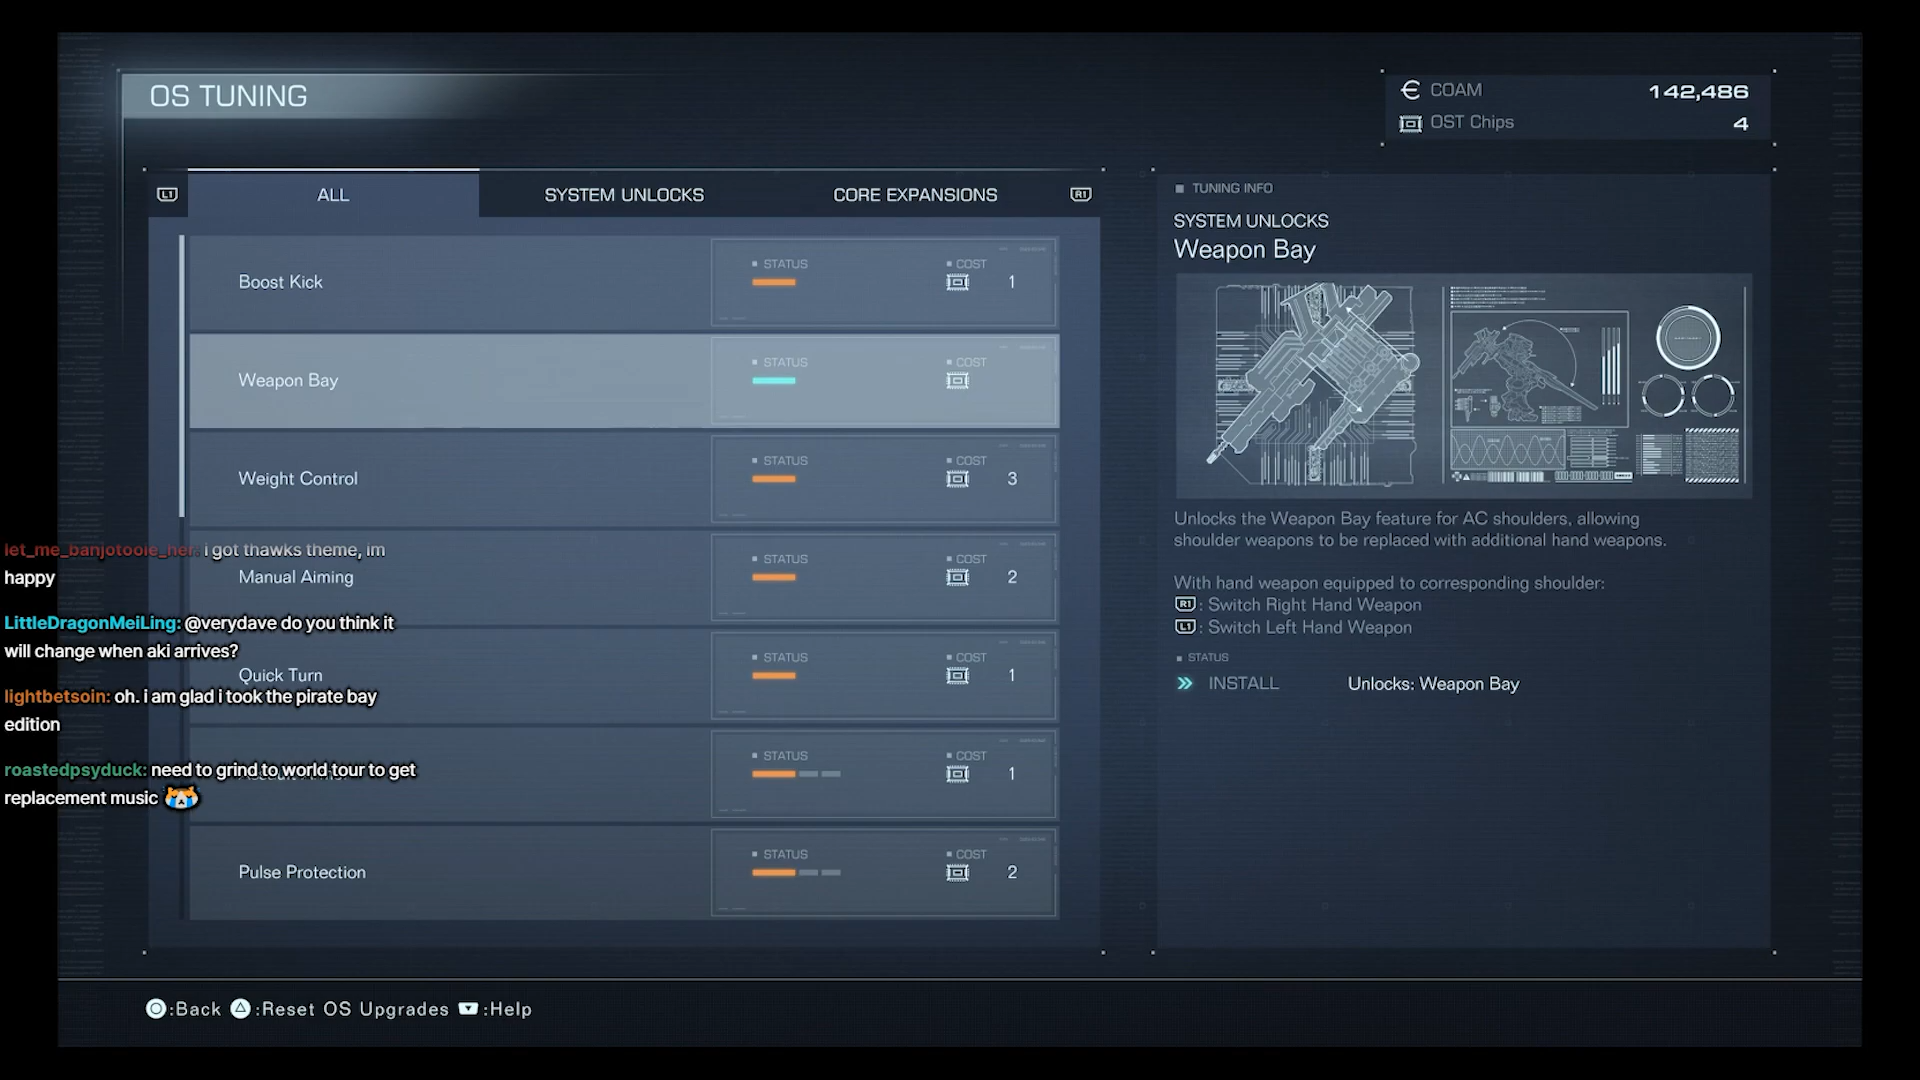 OS TUNING
COAM 142,486
OST Chips 4
L1 ALL SYSTEM UNLOCKS CORE EXPANSIONS R1
Boost Kick STATUS COST 1
Weapon Bay STATUS COST
Weight Control STATUS COST 3
Manual Aiming STATUS COST 2
Quick Turn STATUS COST 1
STATUS COST 1
Pulse Protection STATUS COST 2
let_me_banjotooie_her: i got thawks theme, im
happy
LittleDragonMeiLing: @verydave do you think it
will change when aki arrives?
lightbetsoin: oh. i am glad i took the pirate bay
edition
roastedpsyduck: need to grind to world tour to get
replacement music
TUNING INFO
SYSTEM UNLOCKS
Weapon Bay
Unlocks the Weapon Bay feature for AC shoulders, allowing
shoulder weapons to be replaced with additional hand weapons.
With hand weapon equipped to corresponding shoulder:
R1: Switch Right Hand Weapon
L1: Switch Left Hand Weapon
STATUS
INSTALL Unlocks: Weapon Bay
:Back :Reset OS Upgrades :Help